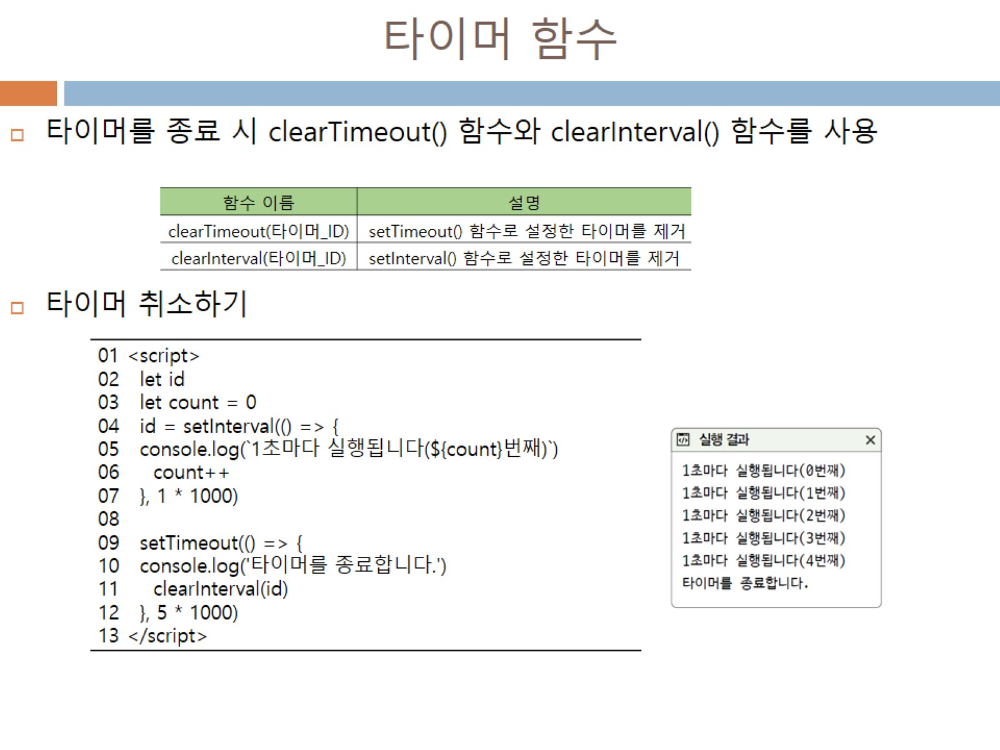 타이머 함수
타이머를 종료 시 clearTimeout() 함수와 clearInterval() 함수를 사용
함수 이름 설명
clearTimeout(타이머_ID) setTimeout() 함수로 설정한 타이머를 제거
clearInterval(타이머_ID) setInterval() 함수로 설정한 타이머를 제거
타이머 취소하기
01 <script>
02 let id
03 let count = 0
04 id = setInterval(() => {
05 console.log(`1초마다 실행됩니다(${count}번째)`)
06 count++
07 }, 1 * 1000)
08
09 setTimeout(() => {
10 console.log('타이머를 종료합니다.')
11 clearInterval(id)
12 }, 5 * 1000)
13 </script>
실행 결과
1초마다 실행됩니다(0번째)
1초마다 실행됩니다(1번째)
1초마다 실행됩니다(2번째)
1초마다 실행됩니다(3번째)
1초마다 실행됩니다(4번째)
타이머를 종료합니다.